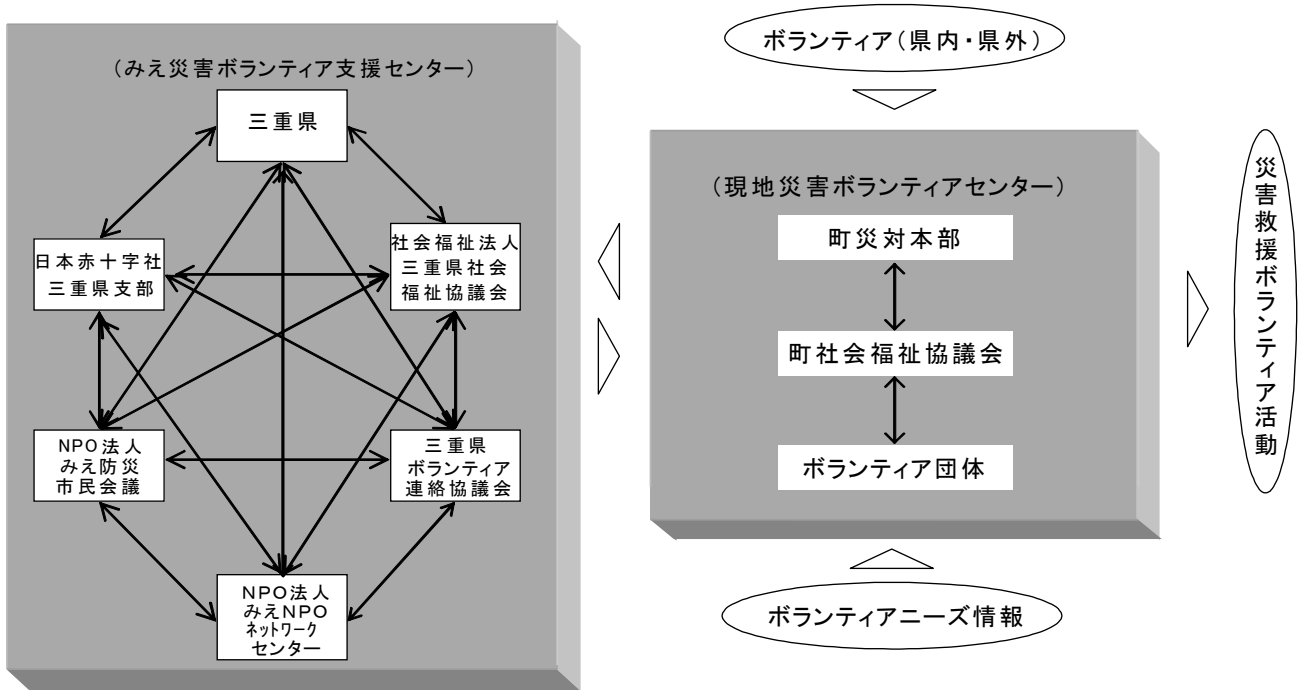 (みえ災害ボランティア支援センター)
三重県
日本赤十字社
三重県支部
社会福祉法人
三重県社会
福祉協議会
NPO法人
みえ防災
市民会議
三重県
ボランティア
連絡協議会
NPO法人
みえNPO
ネットワーク
センター
ボランティア(県内・県外)
(現地災害ボランティアセンター)
町災対本部
町社会福祉協議会
ボランティア団体
ボランティアニーズ情報
災害救援ボランティア活動